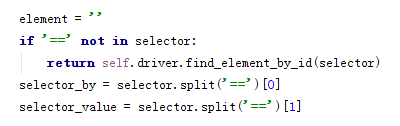 element = ''
if '==' not in selector:
return self.driver.find_element_by_id(selector)
selector_by = selector.split('==')[0]
selector_value = selector.split('==')[1]